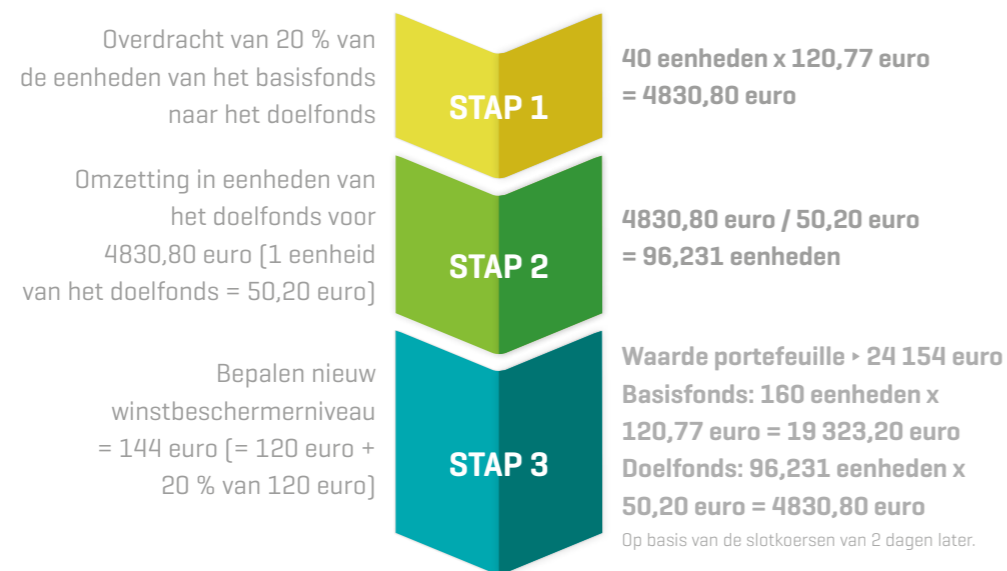 Overdracht van 20 % van
de eenheden van het basisfonds
naar het doelfonds
STAP 1
40 eenheden x 120,77 euro
= 4830,80 euro
Omzetting in eenheden van
het doelfonds voor
4830,80 euro (1 eenheid
van het doelfonds = 50,20 euro)
STAP 2
4830,80 euro / 50,20 euro
= 96,231 eenheden
Bepalen nieuw
winstbeschermerniveau
= 144 euro (= 120 euro +
20 % van 120 euro)
STAP 3
Waarde portefeuille ‣ 24 154 euro
Basisfonds: 160 eenheden x
120,77 euro = 19 323,20 euro
Doelfonds: 96,231 eenheden x
50,20 euro = 4830,80 euro
Op basis van de slotkoersen van 2 dagen later.